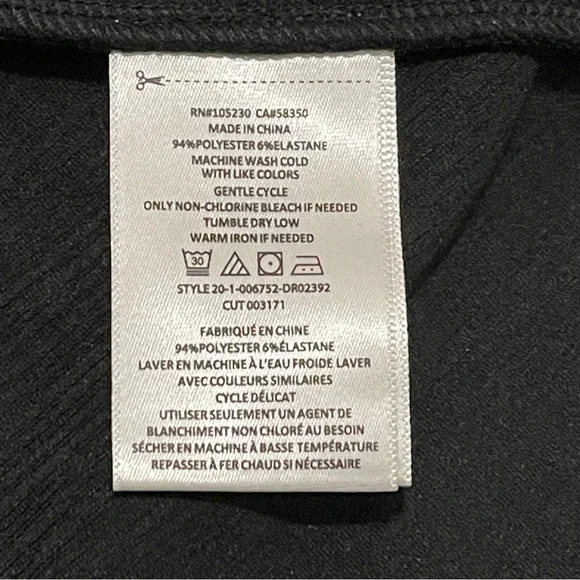 RN#105230 CA#58350
MADE IN CHINA
94%POLYESTER 6%ELASTANE
MACHINE WASH COLD
WITH LIKE COLORS
GENTLE CYCLE
ONLY NON-CHLORINE BLEACH IF NEEDED
TUMBLE DRY LOW
WARM IRON IF NEEDED
30
STYLE 20-1-006752-DR02392
CUT 003171
FABRIQUÉ EN CHINE
94%POLYESTER 6%ÉLASTANE
LAVER EN MACHINE À L'EAU FROIDE LAVER
AVEC COULEURS SIMILAIRES
CYCLE DÉLICAT
UTILISER SEULEMENT UN AGENT DE
BLANCHIMENT NON CHLORÉ AU BESOIN
SÉCHER EN MACHINE À BASSE TEMPÉRATURE
REPASSER À FER CHAUD SI NÉCESSAIRE